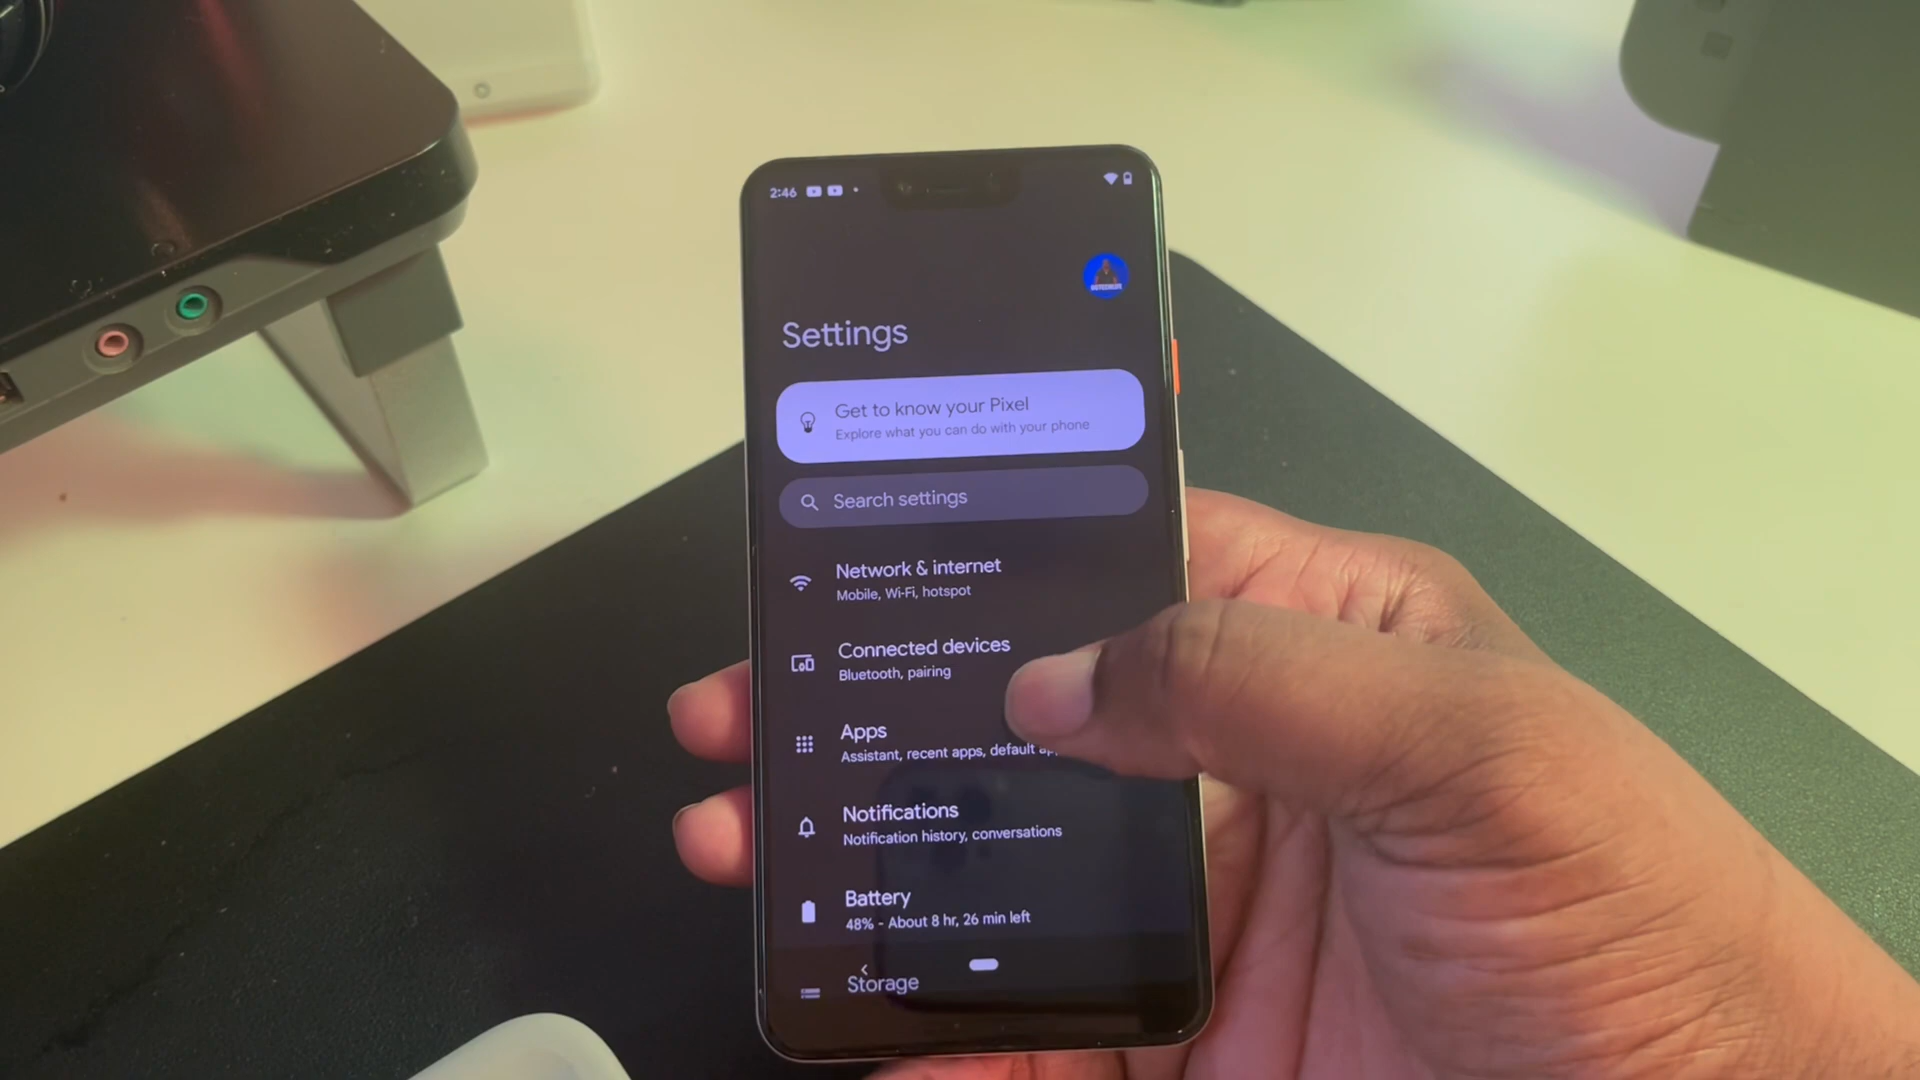 2:46
Settings
Get to know your Pixel
Explore what you can do with your phone
Search settings
Network & internet
Mobile, Wi-Fi, hotspot
Connected devices
Bluetooth, pairing
Apps
Assistant, recent apps, default
Notifications
Notification history, conversations
Battery
48% - About 8 hr, 26 min left
Storage